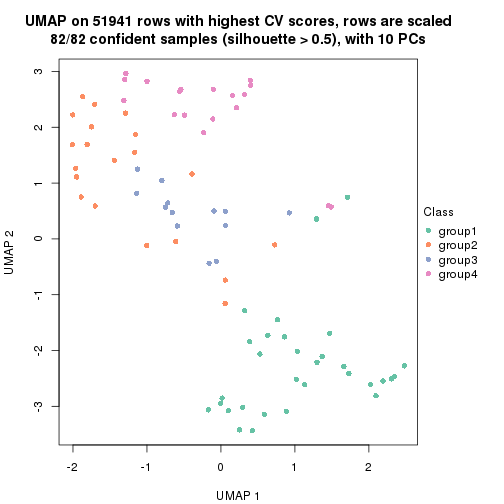 UMAP on 51941 rows with highest CV scores, rows are scaled
82/82 confident samples (silhouette > 0.5), with 10 PCs
3
2
1
0
-1
-2
-3
UMAP 2
-2
-1
0
1
2
UMAP 1
Class
group1
group2
group3
group4